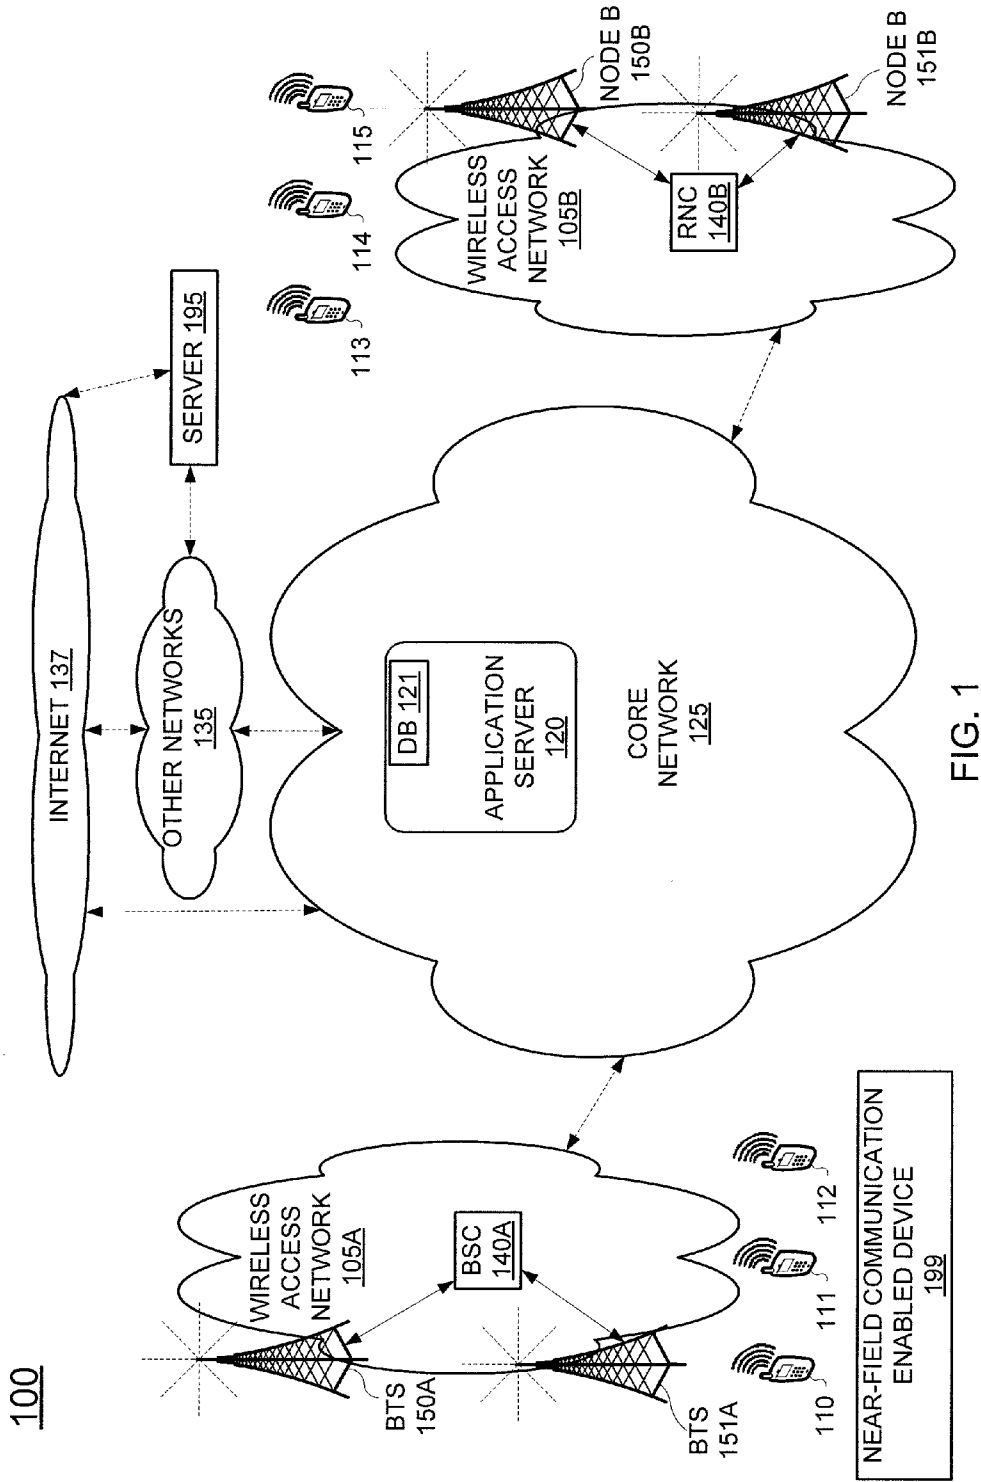 100
INTERNET 137
OTHER NETWORKS
135
SERVER 195
113
114
115
WIRELESS
ACCESS
NETWORK
105A
BTS
150A
BSC
140A
BTS
151A
110
111
112
NEAR-FIELD COMMUNICATION
ENABLED DEVICE
199
DB 121
APPLICATION
SERVER
120
CORE
NETWORK
125
WIRELESS
ACCESS
NETWORK
105B
NODE B
150B
RNC
140B
NODE B
151B
FIG. 1